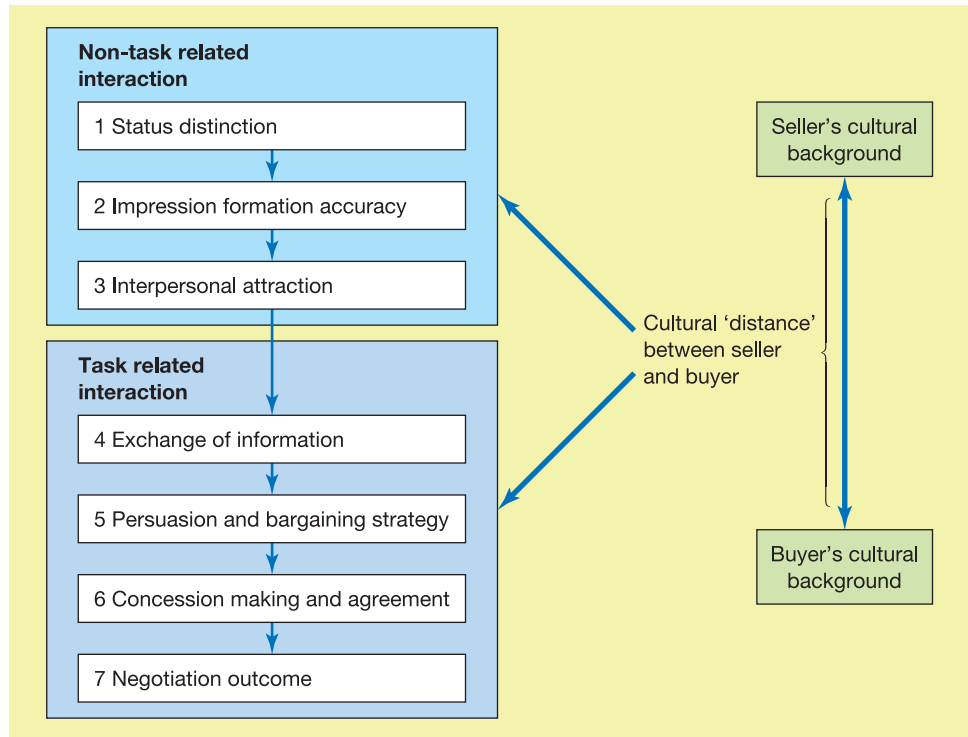 Non-task related
interaction
1 Status distinction
2 Impression formation accuracy
3 Interpersonal attraction
Task related
interaction
4 Exchange of information
5 Persuasion and bargaining strategy
6 Concession making and agreement
7 Negotiation outcome
Cultural ‘distance’
between seller
and buyer
Seller’s cultural
background
Buyer’s cultural
background